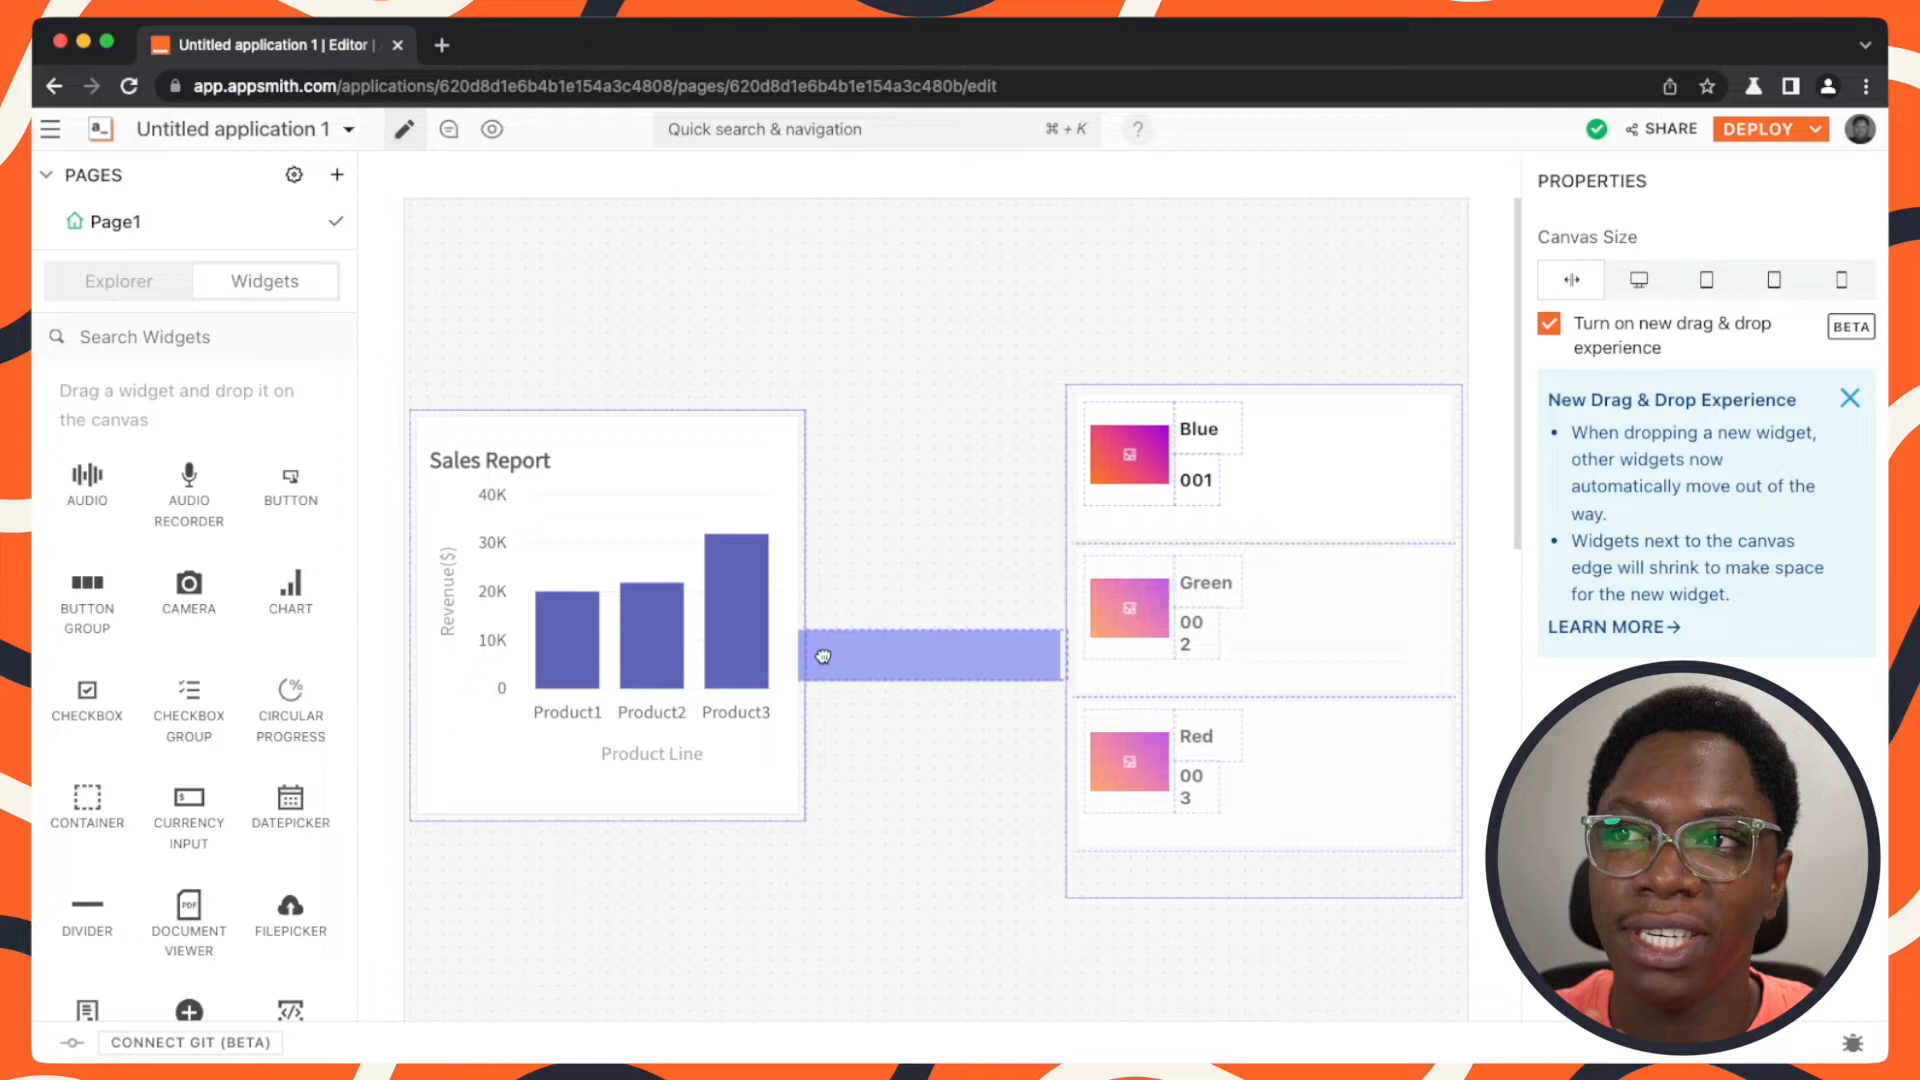 Untitled application 1 | Editor |
app.appsmith.com/applications/620d8d1e6b4b1e154a3c4808/pages/620d8d1e6b4b1e154a3c480b/edit
a_
Untitled application 1
Quick search & navigation
⌘ + K
?
SHARE
DEPLOY
PAGES
Page1
Explorer
Widgets
Search Widgets
Drag a widget and drop it on
the canvas
AUDIO
AUDIO
RECORDER
BUTTON
BUTTON
GROUP
CAMERA
CHART
CHECKBOX
CHECKBOX
GROUP
CIRCULAR
PROGRESS
CONTAINER
CURRENCY
INPUT
DATEPICKER
DIVIDER
PDF
DOCUMENT
VIEWER
FILEPICKER
CONNECT GIT (BETA)
Sales Report
40K
30K
20K
10K
0
Revenue($)
Product1
Product2
Product3
Product Line
Blue
001
Green
00
2
Red
00
3
PROPERTIES
Canvas Size
Turn on new drag & drop
experience
BETA
New Drag & Drop Experience
• When dropping a new widget,
other widgets now
automatically move out of the
way.
• Widgets next to the canvas
edge will shrink to make space
for the new widget.
LEARN MORE→